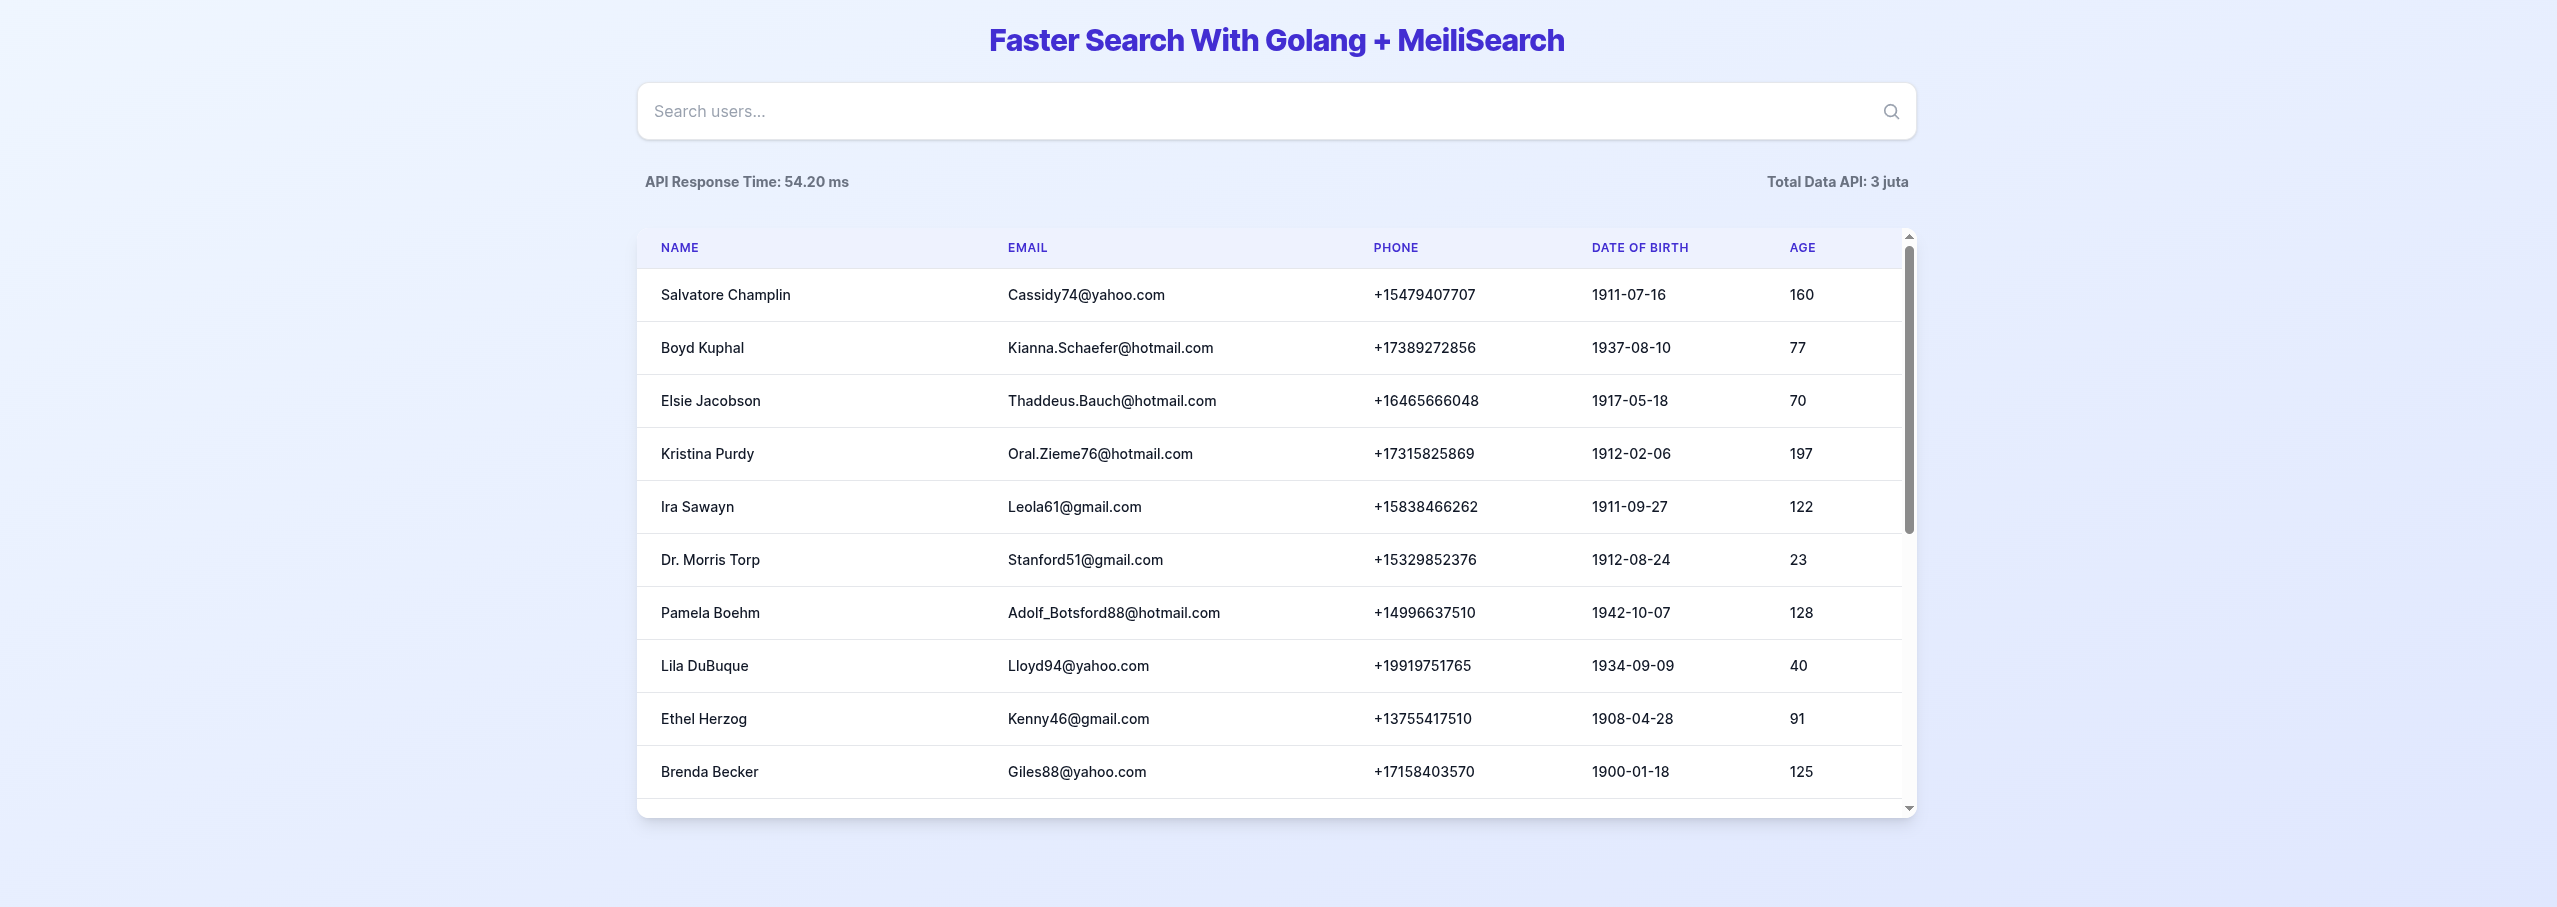 Faster Search With Golang + MeiliSearch
Search users...
API Response Time: 54.20 ms Total Data API: 3 juta
NAME EMAIL PHONE DATE OF BIRTH AGE
Salvatore Champlin Cassidy74@yahoo.com +15479407707 1911-07-16 160
Boyd Kuphal Kianna.Schaefer@hotmail.com +17389272856 1937-08-10 77
Elsie Jacobson Thaddeus.Bauch@hotmail.com +16465666048 1917-05-18 70
Kristina Purdy Oral.Zieme76@hotmail.com +17315825869 1912-02-06 197
Ira Sawayn Leola61@gmail.com +15838466262 1911-09-27 122
Dr. Morris Torp Stanford51@gmail.com +15329852376 1912-08-24 23
Pamela Boehm Adolf_Botsford88@hotmail.com +14996637510 1942-10-07 128
Lila DuBuque Lloyd94@yahoo.com +19919751765 1934-09-09 40
Ethel Herzog Kenny46@gmail.com +13755417510 1908-04-28 91
Brenda Becker Giles88@yahoo.com +17158403570 1900-01-18 125